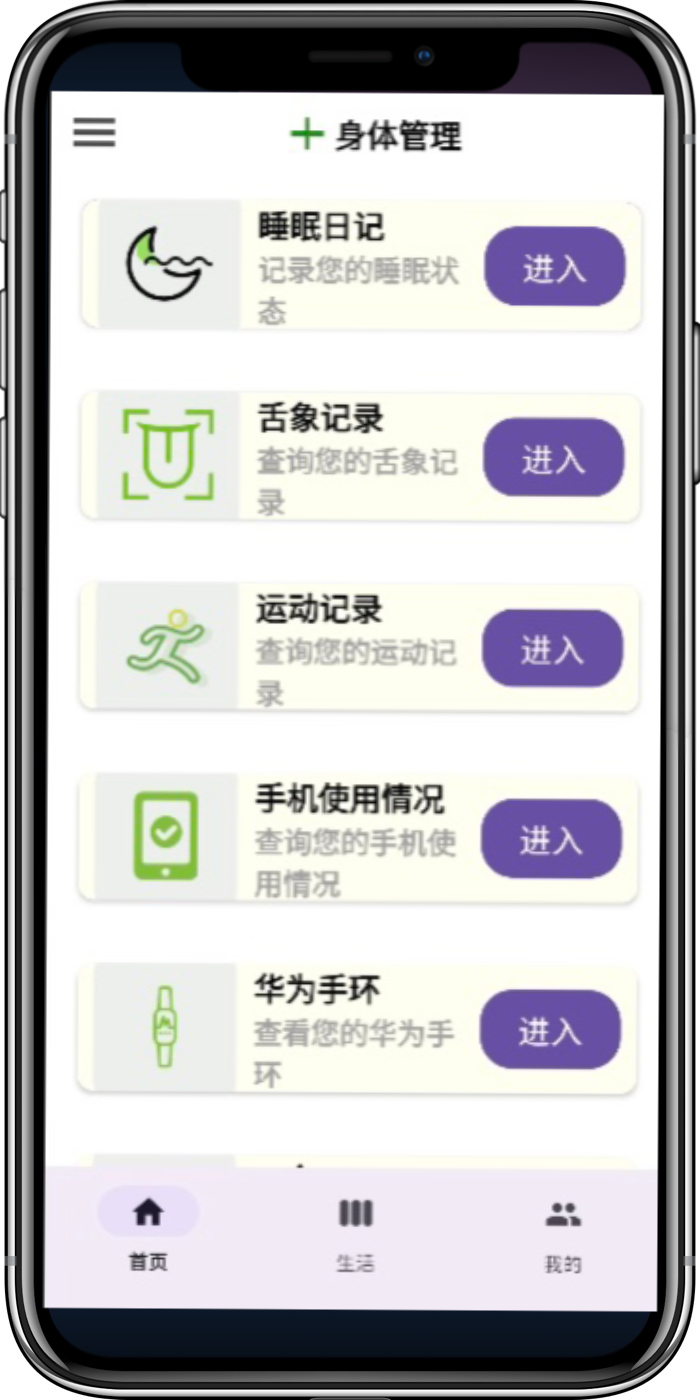 身体管理
睡眠日记
记录您的睡眠状
态
进入
舌象记录
查询您的舌象记
录
进入
运动记录
查询您的运动记
录
进入
手机使用情况
查询您的手机使
用情况
进入
华为手环
查看您的华为手
环
进入
首页
生活
我的